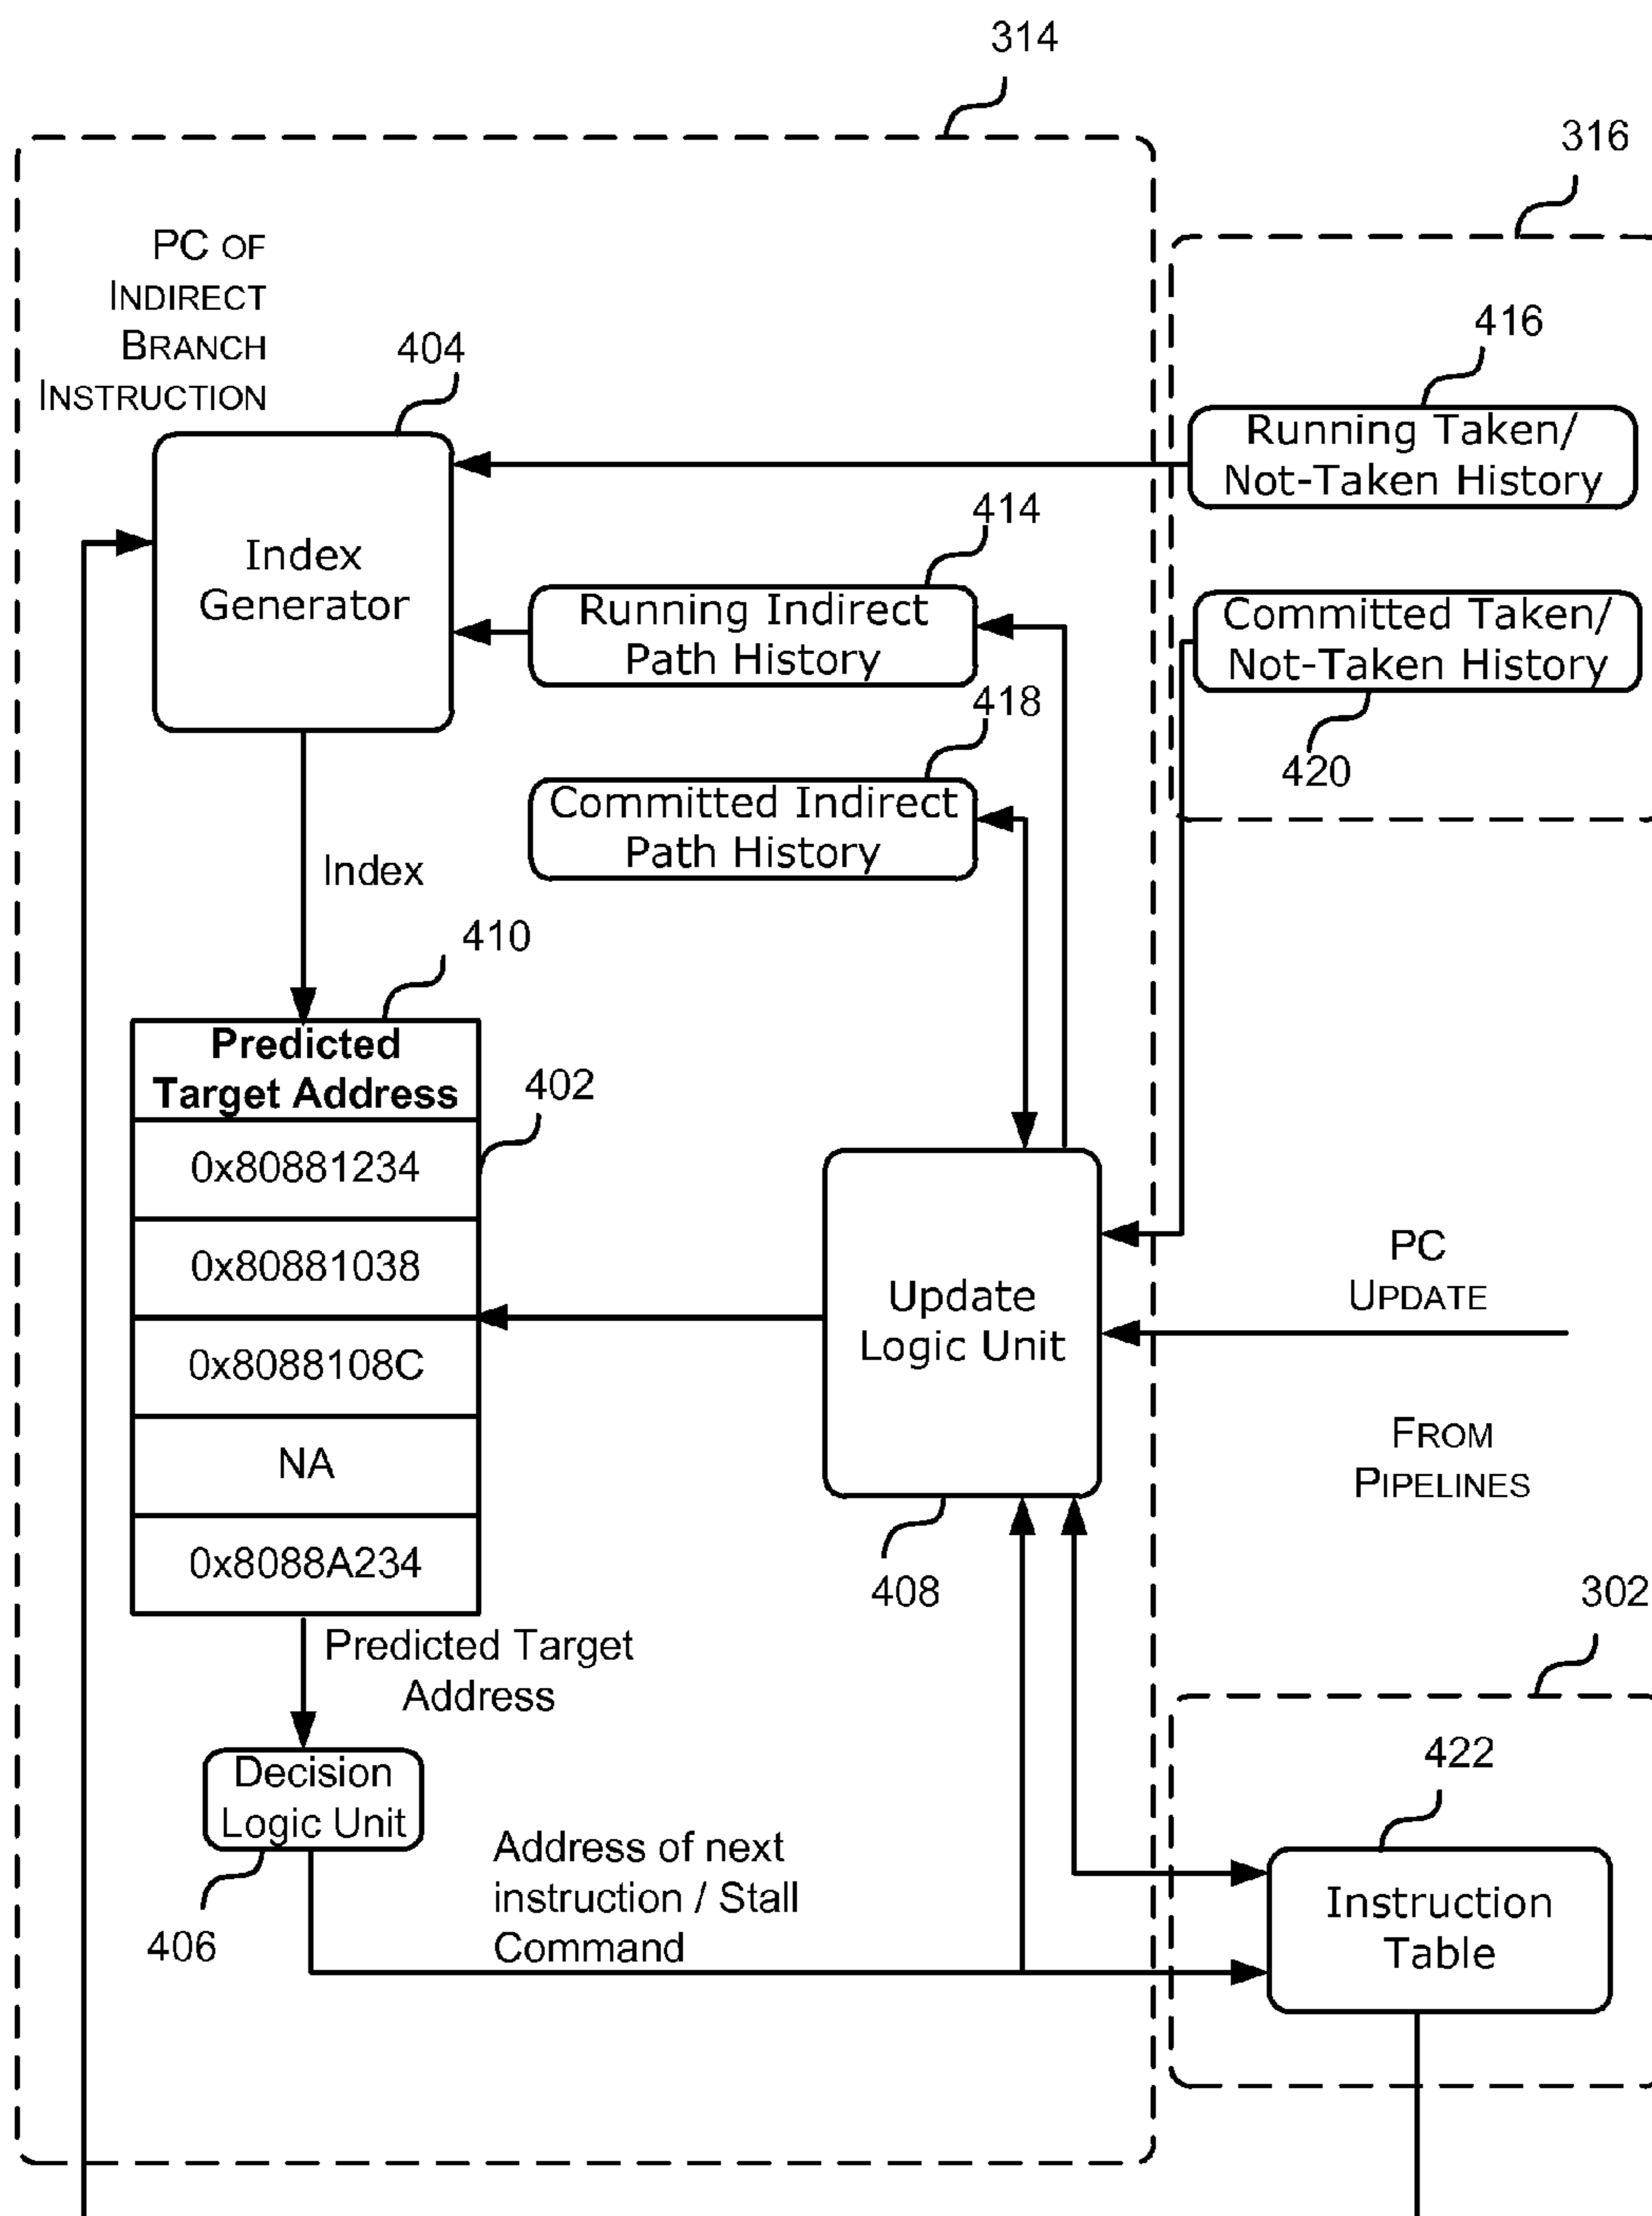 314
316
PC OF
INDIRECT
BRANCH
INSTRUCTION
404
416
Running Taken/
Not-Taken History
414
Index
Generator
Running Indirect
Path History
Committed Taken/
Not-Taken History
418
420
Committed Indirect
Path History
Index
410
Predicted
Target Address
402
0x80881234
0x80881038
0x8088108C
NA
0x8088A234
Update
Logic Unit
PC
UPDATE
FROM
PIPELINES
408
302
Predicted Target
Address
422
Decision
Logic Unit
406
Address of next
instruction / Stall
Command
Instruction
Table